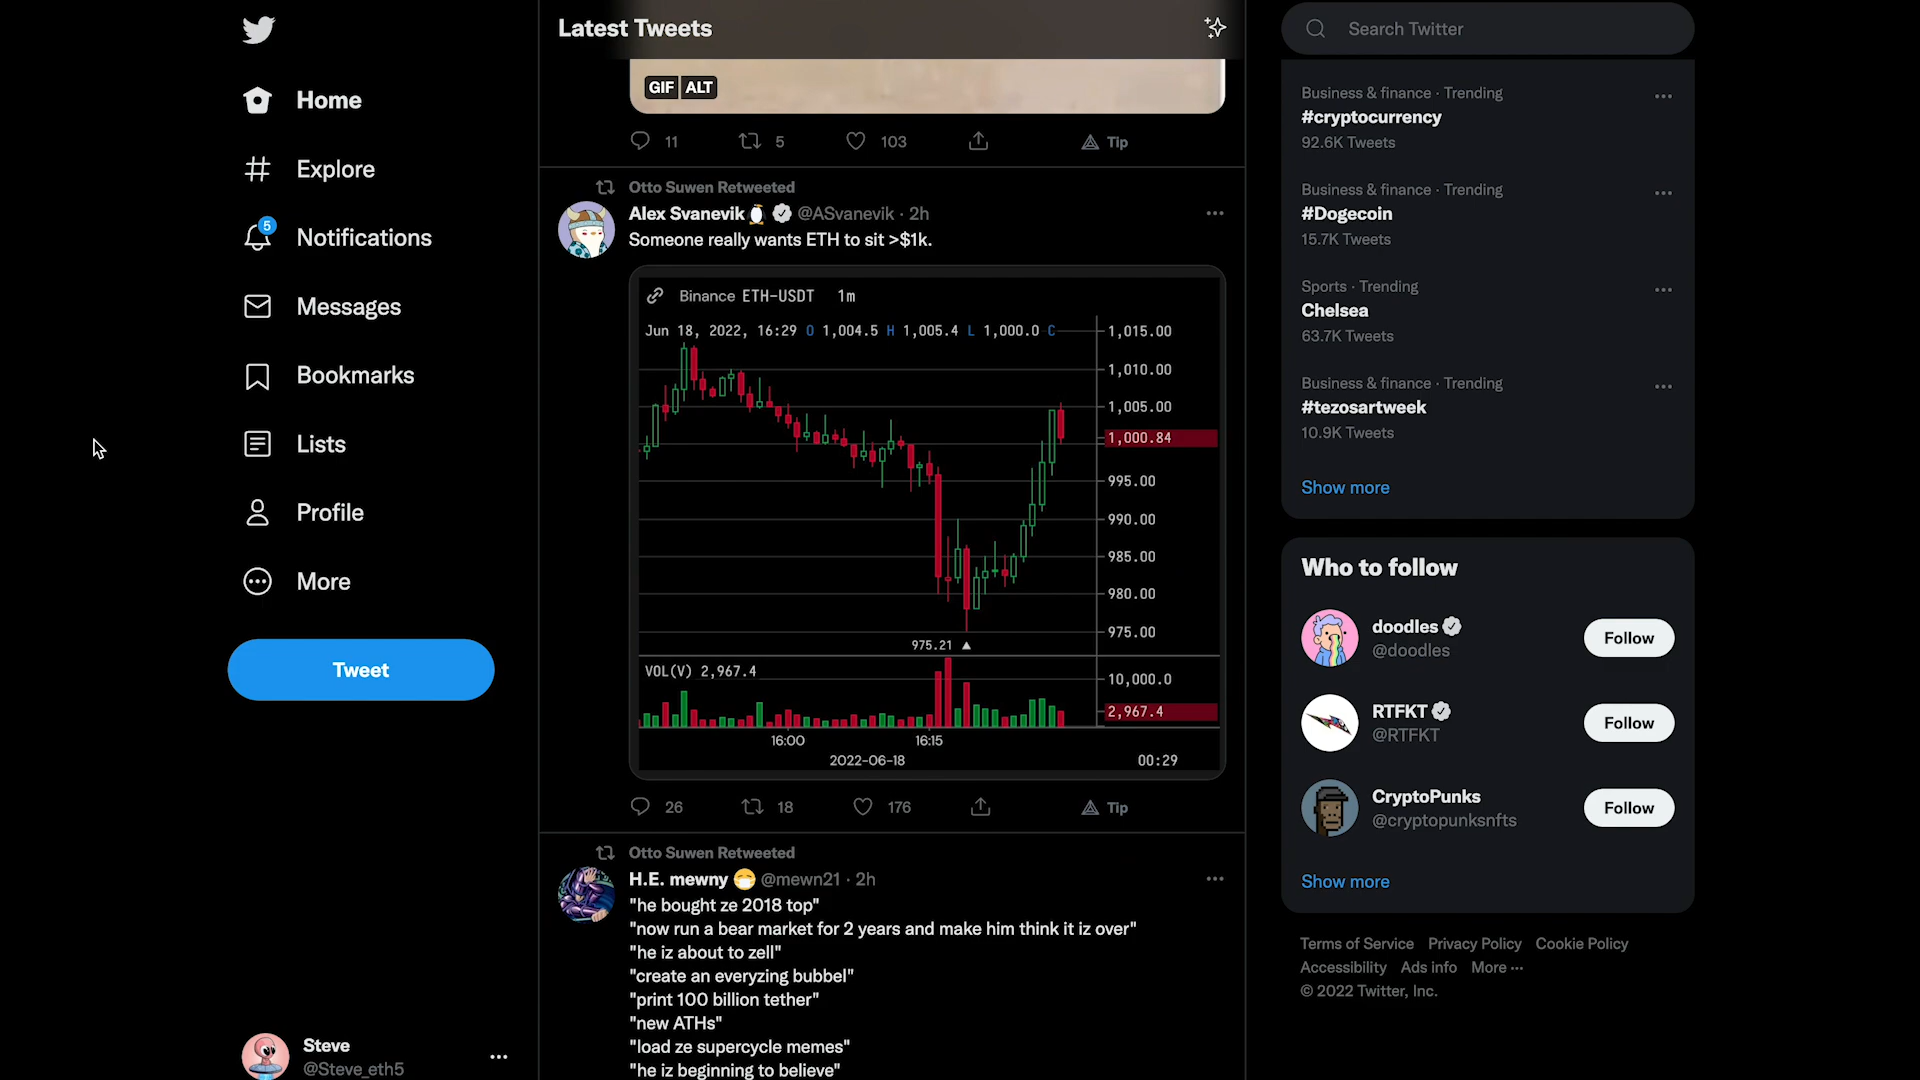 Home
Explore
5
Notifications
Messages
Bookmarks
Lists
Profile
More
Tweet
Steve
@Steve_eth5
Latest Tweets
GIF ALT
11 5 103 Tip
Otto Suwen Retweeted
Alex Svanevik @ASvanevik · 2h
Someone really wants ETH to sit >$1k.
Binance ETH-USDT 1m
Jun 18, 2022, 16:29 O 1,004.5 H 1,005.4 L 1,000.0 C
1,015.00
1,010.00
1,005.00
1,000.84
995.00
990.00
985.00
980.00
975.00
975.21
VOL(V) 2,967.4
10,000.0
2,967.4
16:00 16:15
2022-06-18 00:29
26 18 176 Tip
Otto Suwen Retweeted
H.E. mewny @mewn21 · 2h
"he bought ze 2018 top"
"now run a bear market for 2 years and make him think it iz over"
"he iz about to zell"
"create an everyzing bubbel"
"print 100 billion tether"
"new ATHs"
"load ze supercycle memes"
"he iz beginning to believe"
Search Twitter
Business & finance · Trending
#cryptocurrency
92.6K Tweets
Business & finance · Trending
#Dogecoin
15.7K Tweets
Sports · Trending
Chelsea
63.7K Tweets
Business & finance · Trending
#tezosartweek
10.9K Tweets
Show more
Who to follow
doodles
@doodles
Follow
RTFKT
@RTFKT
Follow
CryptoPunks
@cryptopunksnfts
Follow
Show more
Terms of Service Privacy Policy Cookie Policy
Accessibility Ads info More ···
© 2022 Twitter, Inc.